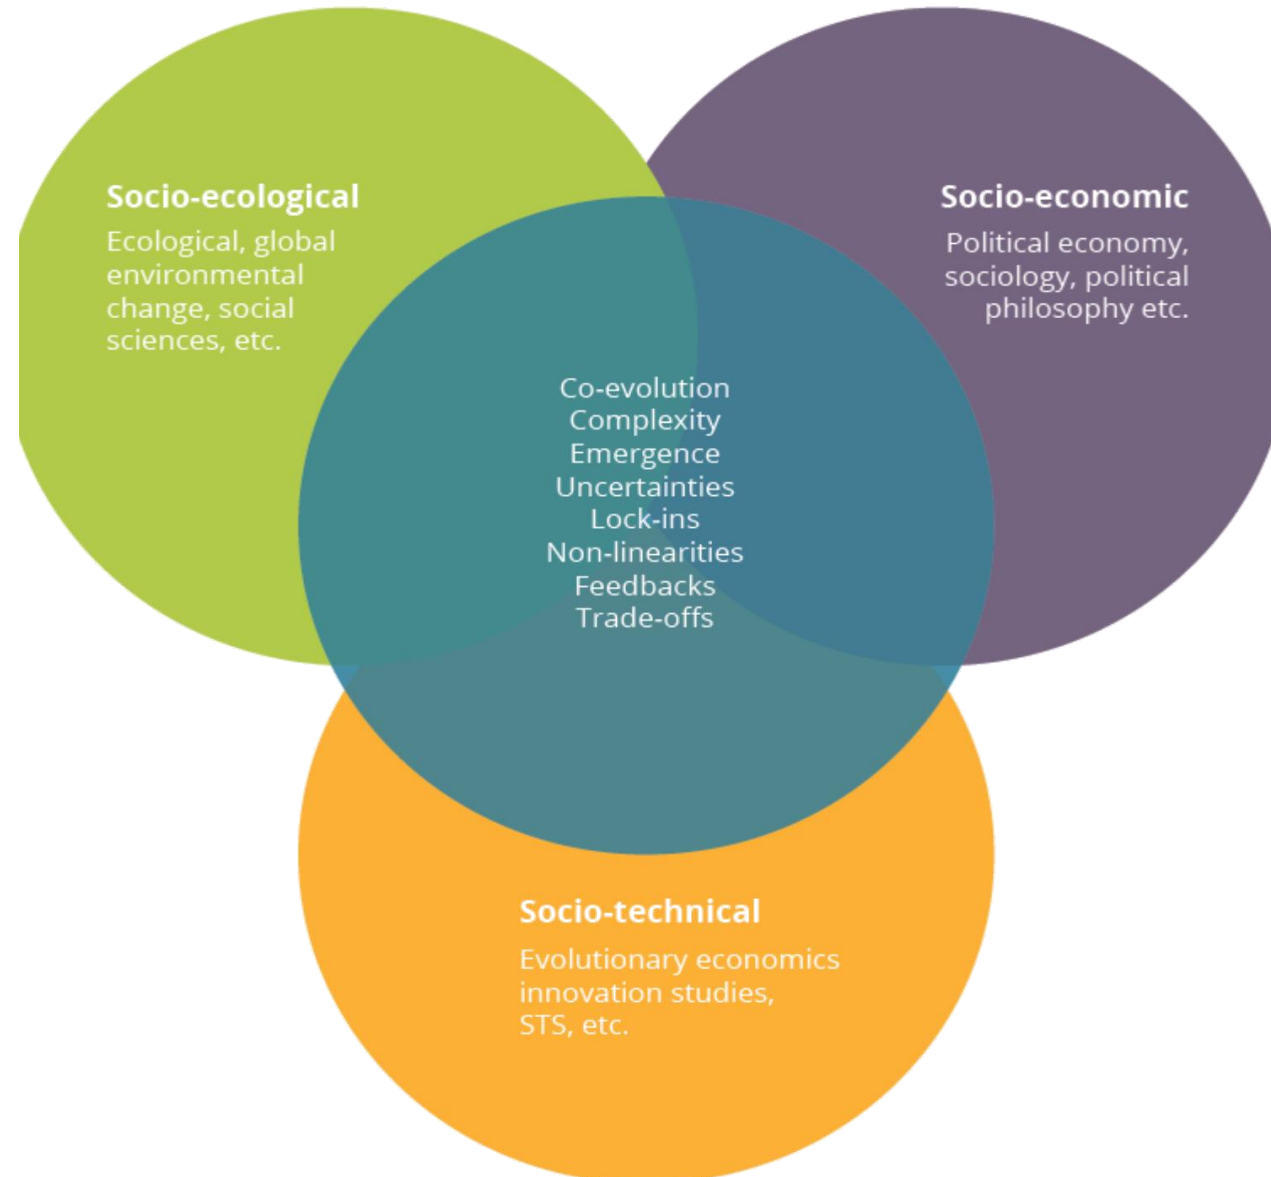 Socio-ecological
Ecological, global
environmental
change, social
sciences, etc.
Socio-economic
Political economy,
sociology, political
philosophy etc.
Co-evolution
Complexity
Emergence
Uncertainties
Lock-ins
Non-linearities
Feedbacks
Trade-offs
Socio-technical
Evolutionary economics
innovation studies,
STS, etc.